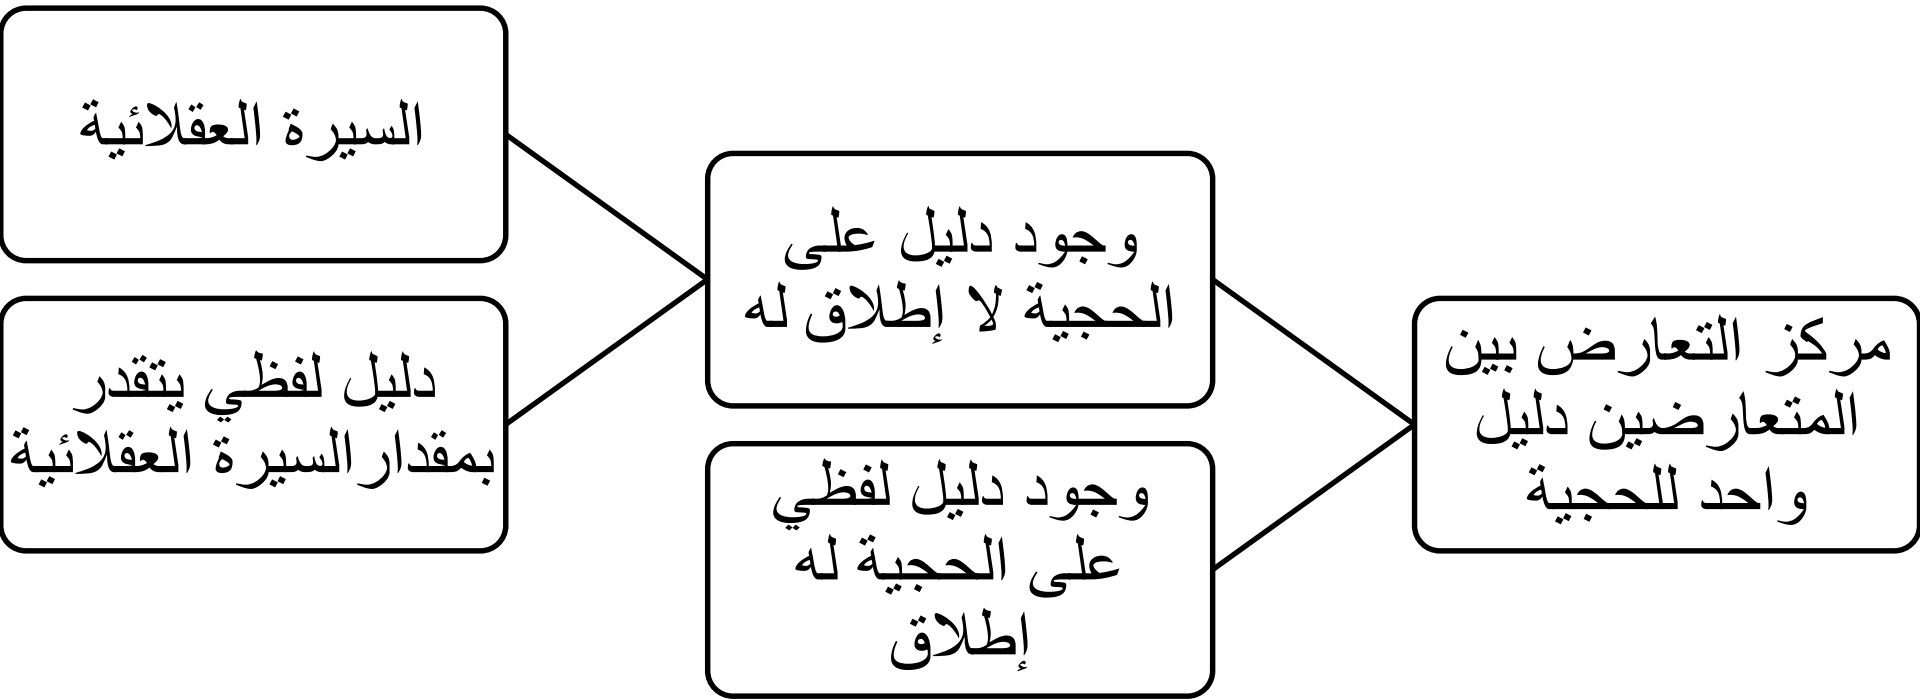 مركز التعارض بين
المتعارضين دليل
واحد للحجية
وجود دليل على
الحجية لا إطلاق له
السيرة العقلائية
دليل لفظي يتقدر
بمقدار السيرة العقلائية
وجود دليل لفظي
على الحجية له
إطلاق